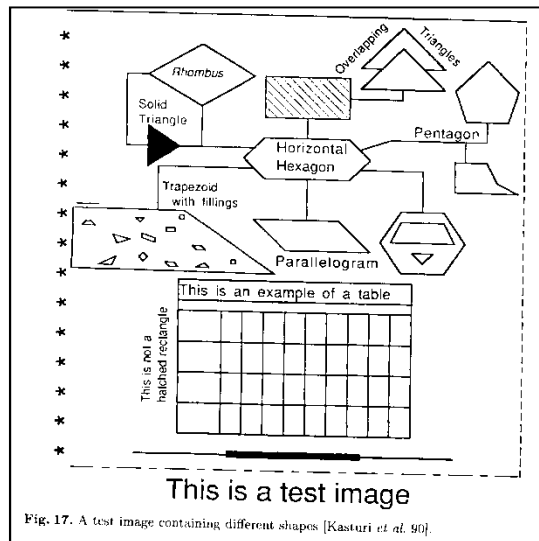 Rhombus
Overlapping
Triangles
Solid
Triangle
Pentagon
Horizontal
Hexagon
Trapezoid
with fillings
Parallelogram
This is an example of a table
This is not a
hatched rectangle
This is a test image
Fig. 17. A test image containing different shapes [Kasturi et al. 90].